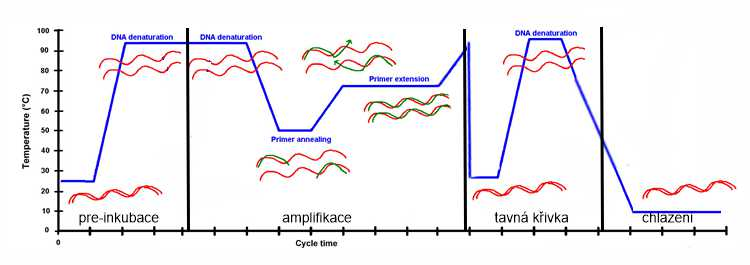 DNA denaturation
DNA denaturation
DNA denaturation
Primer extension
Primer annealing
Temperature (°C)
100
90
80
70
60
50
40
30
20
10
0
pre-inkubace
amplifikace
tavná křivka
chlazení
0
Cycle time